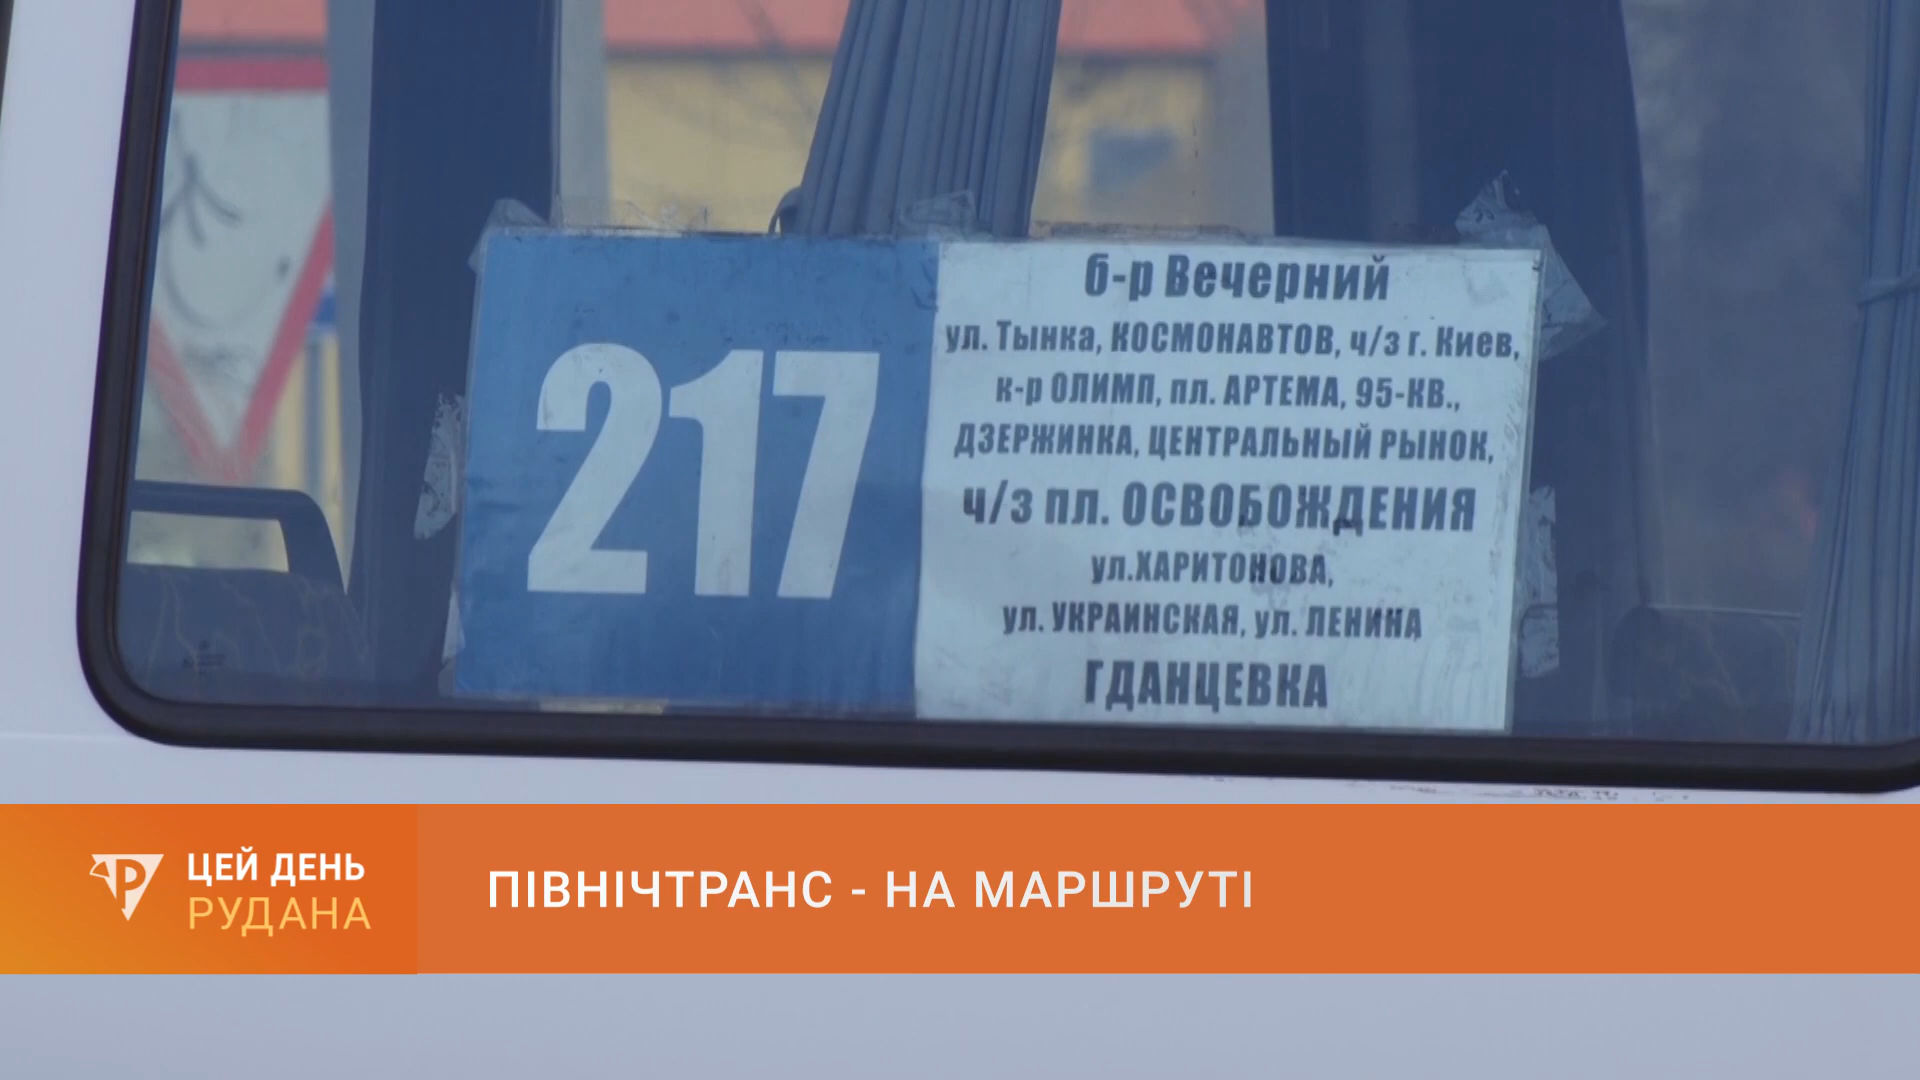 217
б-р Вечерний
ул. Тынка, КОСМОНАВТОВ, ч/з г. Киев,
к-р ОЛИМП, пл. АРТЕМА, 95-КВ.,
ДЗЕРЖИНКА, ЦЕНТРАЛЬНЫЙ РЫНОК,
ч/з пл. ОСВОБОЖДЕНИЯ
ул.ХАРИТОНОВА,
ул. УКРАИНСКАЯ, ул. ЛЕНИНА
ГДАНЦЕВКА
ЦЕЙ ДЕНЬ
РУДАНА
ПІВНІЧТРАНС - НА МАРШРУТІ